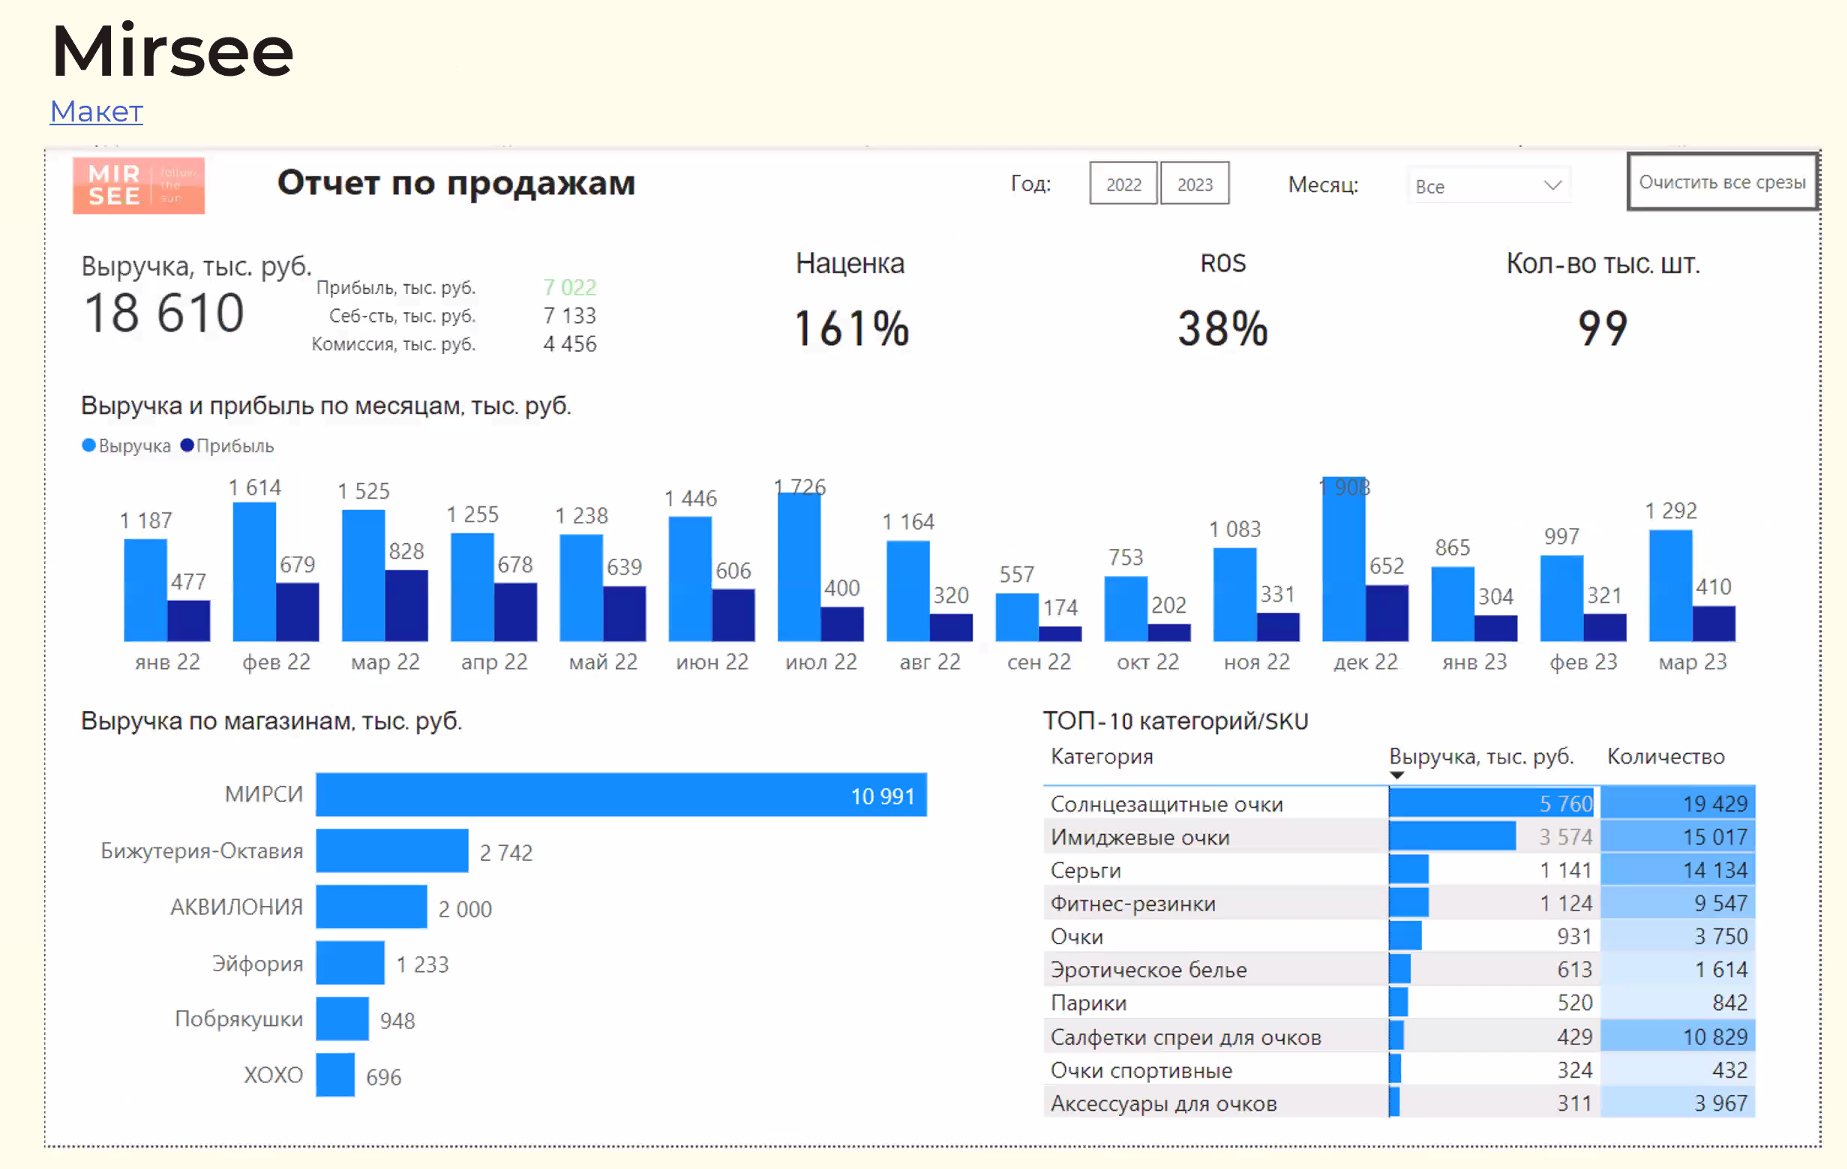 Mirsee
Макет
MIR SEE follow the sun
Отчет по продажам
Год: 2022 2023 Месяц: Все Очистить все срезы
Выручка, тыс. руб.
18 610
Прибыль, тыс. руб. 7 022
Себ-сть, тыс. руб. 7 133
Комиссия, тыс. руб. 4 456
Наценка
161%
ROS
38%
Кол-во тыс. шт.
99
Выручка и прибыль по месяцам, тыс. руб.
Выручка Прибыль
1 187 477 1 614 679 1 525 828 1 255 678 1 238 639 1 446 606 1 726 400 1 164 320 557 174 753 202 1 083 331 1 908 652 865 304 997 321 1 292 410
янв 22 фев 22 мар 22 апр 22 май 22 июн 22 июл 22 авг 22 сен 22 окт 22 ноя 22 дек 22 янв 23 фев 23 мар 23
Выручка по магазинам, тыс. руб.
МИРСИ 10 991
Бижутерия-Октавия 2 742
АКВИЛОНИЯ 2 000
Эйфория 1 233
Побрякушки 948
ХОХО 696
ТОП-10 категорий/SKU
Категория Выручка, тыс. руб. Количество
Солнцезащитные очки 5 760 19 429
Имиджевые очки 3 574 15 017
Серьги 1 141 14 134
Фитнес-резинки 1 124 9 547
Очки 931 3 750
Эротическое белье 613 1 614
Парики 520 842
Салфетки спреи для очков 429 10 829
Очки спортивные 324 432
Аксессуары для очков 311 3 967